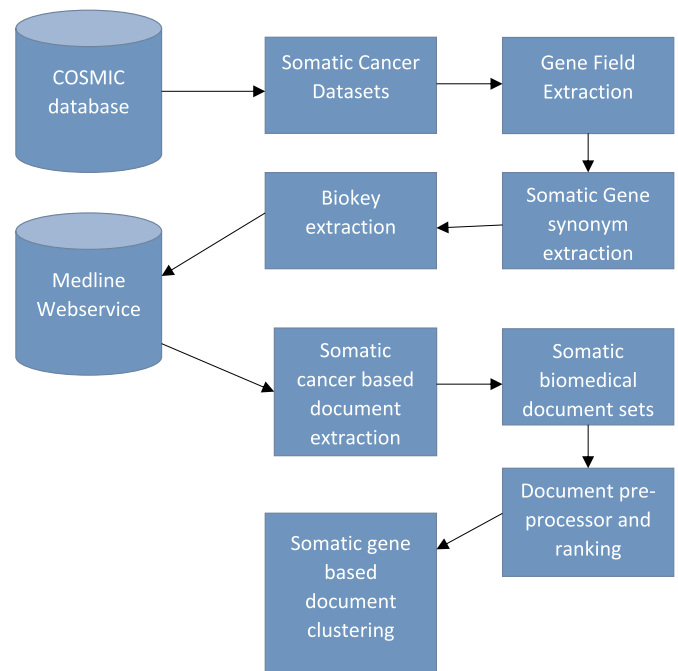 COSMIC
database
Somatic Cancer
Datasets
Gene Field
Extraction
Biokey
extraction
Somatic Gene
synonym
extraction
Medline
Webservice
Somatic
cancer based
document
extraction
Somatic
biomedical
document sets
Document pre-
processor and
ranking
Somatic gene
based
document
clustering